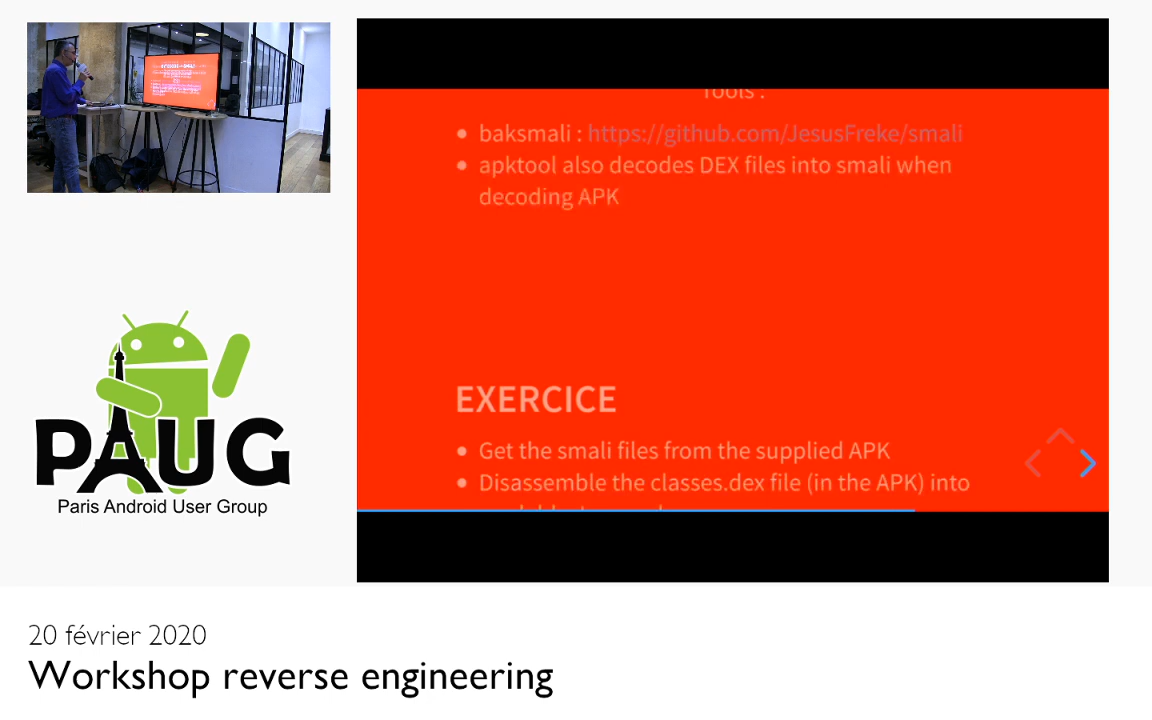 Tools :
baksmali : https://github.com/JesusFreke/smali
apktool also decodes DEX files into smali when
decoding APK
EXERCICE
Get the smali files from the supplied APK
Disassemble the classes.dex file (in the APK) into
PAUG
Paris Android User Group
20 février 2020
Workshop reverse engineering